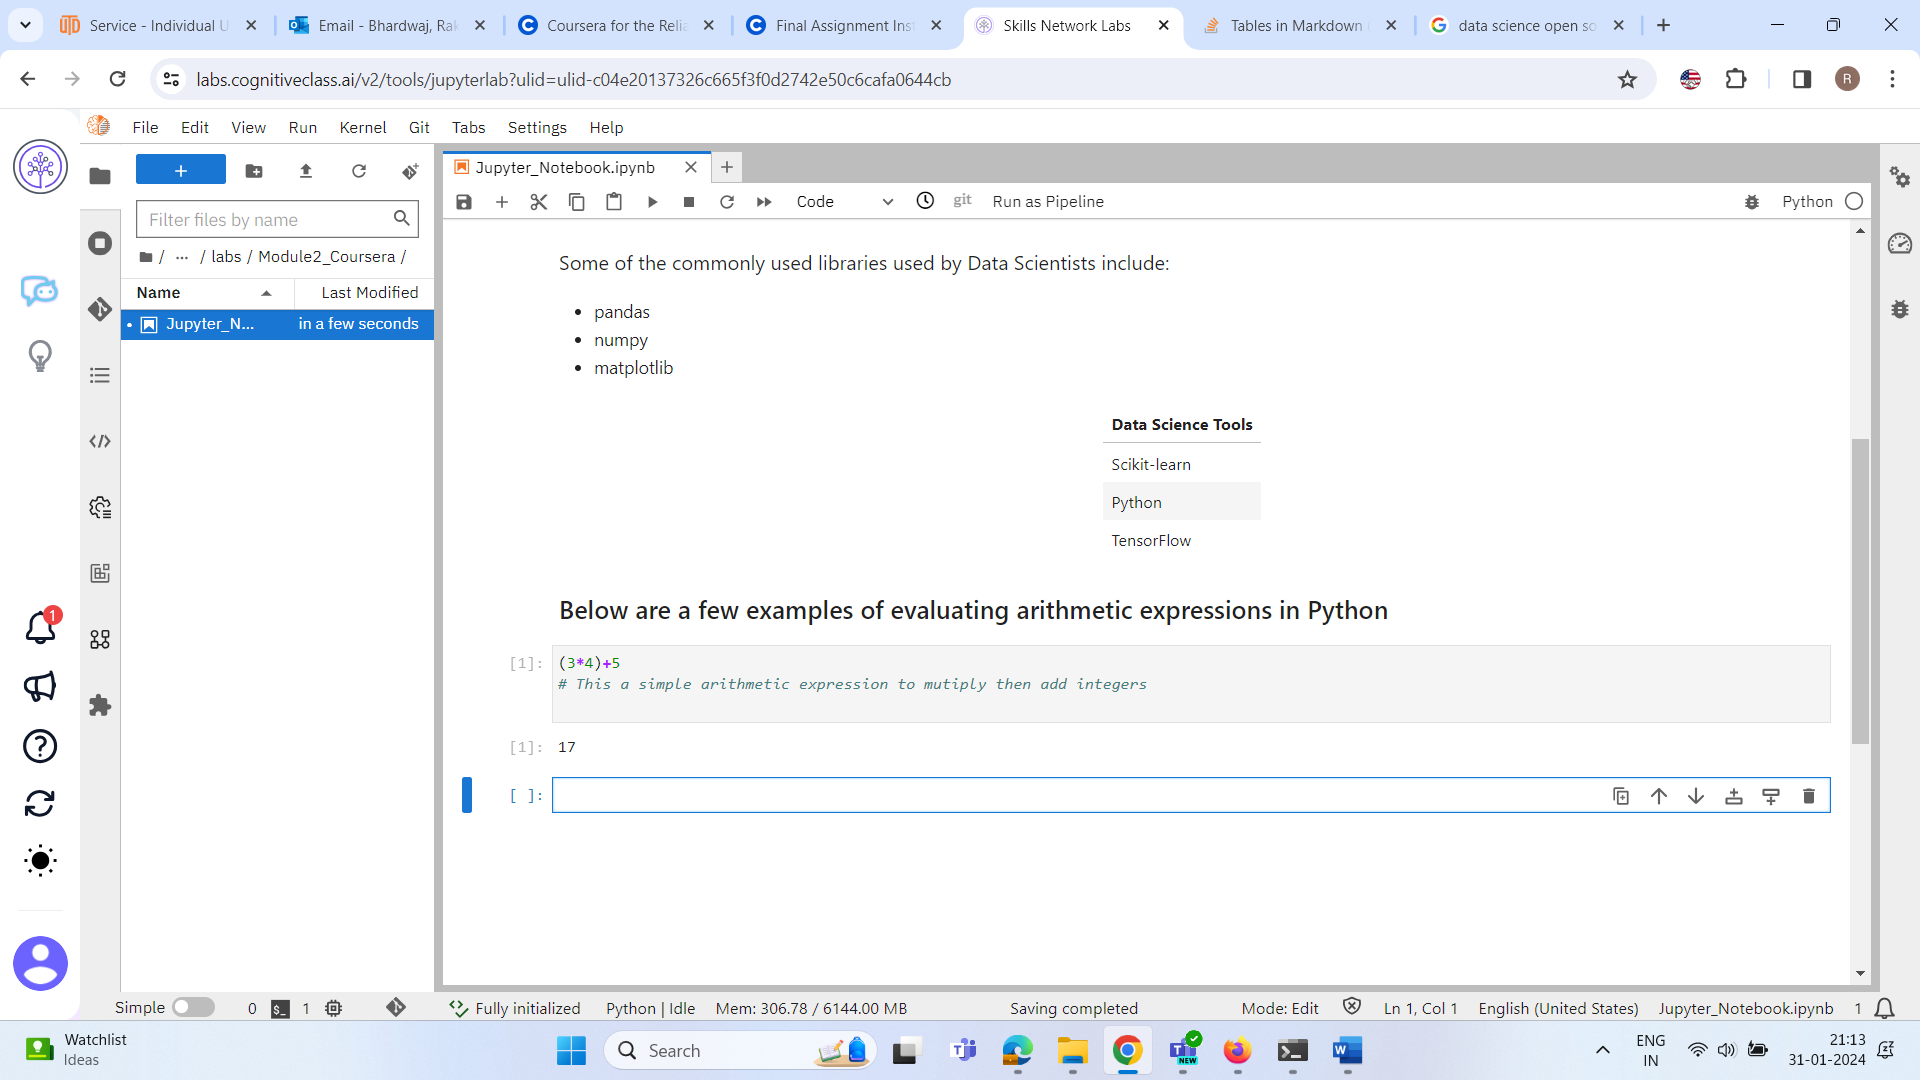 Service - Individual U
Email - Bhardwaj, Rak
Coursera for the Relia
Final Assignment Inst
Skills Network Labs
Tables in Markdown
data science open so
labs.cognitiveclass.ai/v2/tools/jupyterlab?ulid=ulid-c04e20137326c665f3f0d2742e50c6cafa0644cb
R
File Edit View Run Kernel Git Tabs Settings Help
Jupyter_Notebook.ipynb
Code
git
Run as Pipeline
Python
Filter files by name
/ ... / labs / Module2_Coursera /
Name Last Modified
Jupyter_N... in a few seconds
Some of the commonly used libraries used by Data Scientists include:
• pandas
• numpy
• matplotlib
Data Science Tools
Scikit-learn
Python
TensorFlow
Below are a few examples of evaluating arithmetic expressions in Python
[1]: (3*4)+5
# This a simple arithmetic expression to mutiply then add integers
[1]: 17
[ ]:
1
Simple 0 $_ 1 Fully initialized Python | Idle Mem: 306.78 / 6144.00 MB Saving completed Mode: Edit Ln 1, Col 1 English (United States) Jupyter_Notebook.ipynb 1
Watchlist
Ideas
Search
NEW
ENG
IN
21:13
31-01-2024